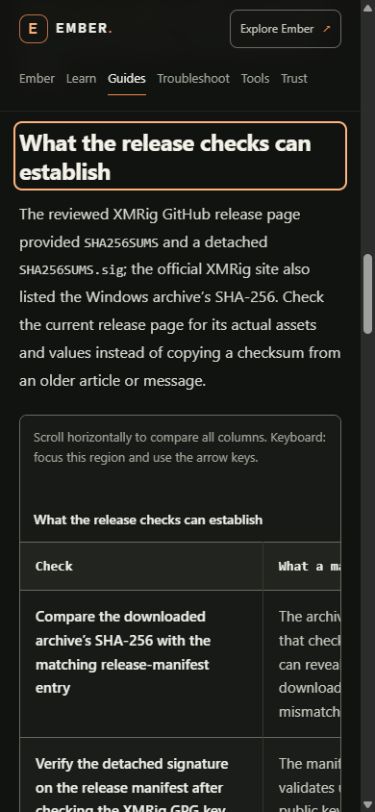 E EMBER.
Explore Ember ↗
Ember Learn Guides Troubleshoot Tools Trust
What the release checks can
establish
The reviewed XMRig GitHub release page
provided SHA256SUMS and a detached
SHA256SUMS.sig; the official XMRig site also
listed the Windows archive’s SHA-256. Check
the current release page for its actual assets
and values instead of copying a checksum from
an older article or message.
Scroll horizontally to compare all columns. Keyboard:
focus this region and use the arrow keys.
What the release checks can establish
Check
What a
Compare the downloaded
archive’s SHA-256 with the
matching release-manifest
entry
The
that
can
mismatch
Verify the detached signature
on the release manifest after
checking the XMRig GPG key
The
validates
public